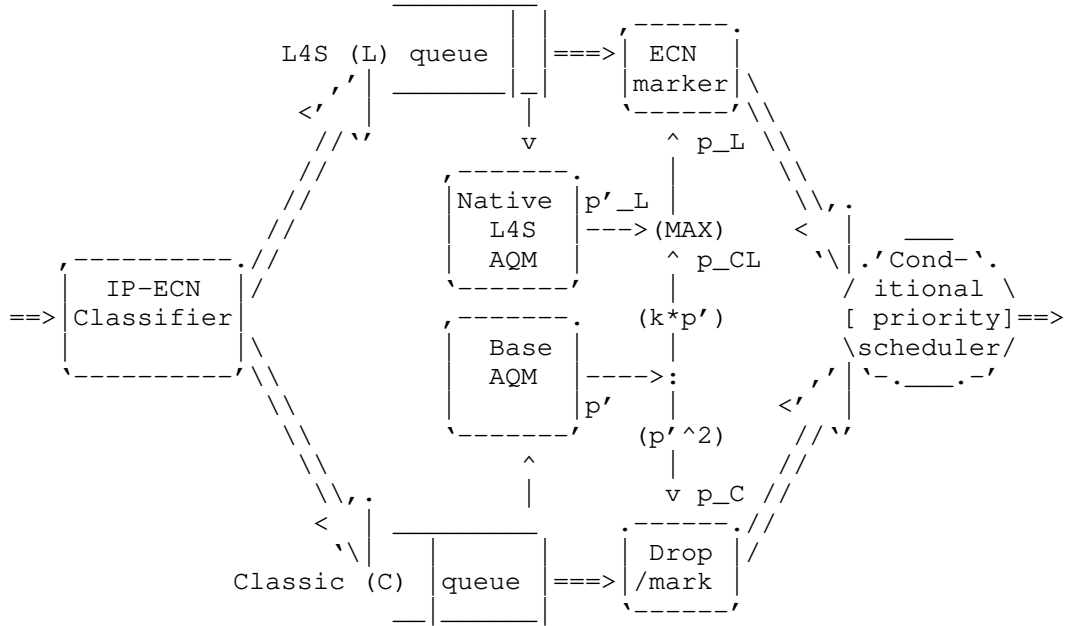 L4S (L) queue ===> ECN
marker
v ^ p_L
Native p'_L
L4S --->(MAX)
AQM ^ p_CL
Cond-
IP-ECN itional
==> Classifier (k*p') [ priority]==>
Base scheduler
AQM ---->:
p'
(p'^2)
^
v p_C
Drop
Classic (C) queue ===> /mark